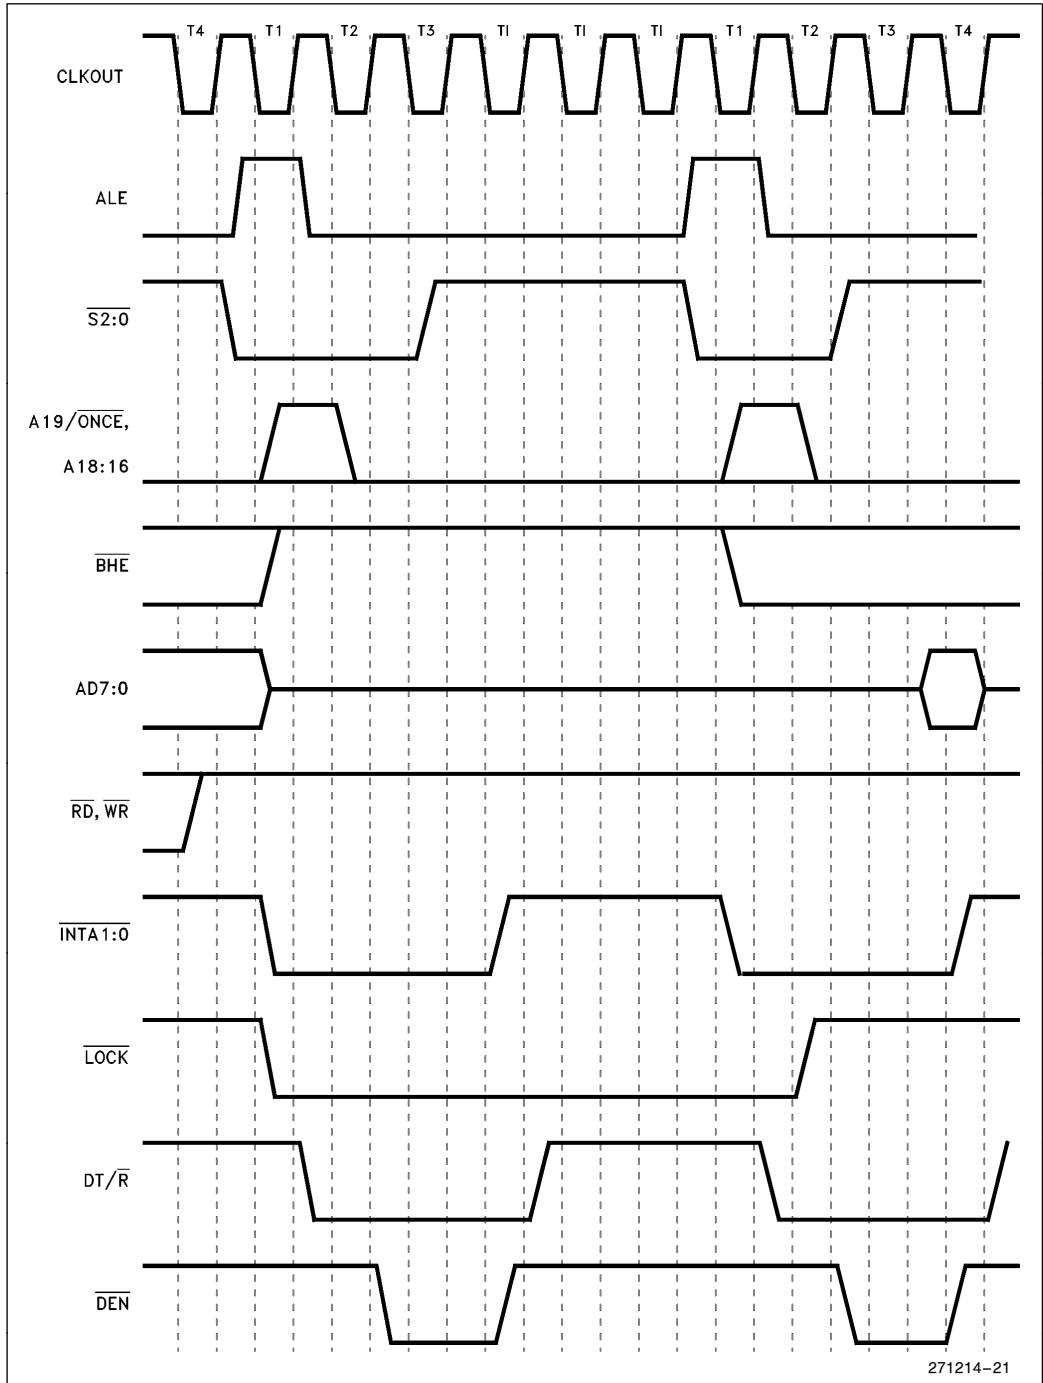 T4 T1 T2 T3 TI TI TI T1 T2 T3 T4
CLKOUT
ALE
S2:0
A19/ONCE,
A18:16
BHE
AD7:0
RD, WR
INTA1:0
LOCK
DT/R
DEN
271214-21